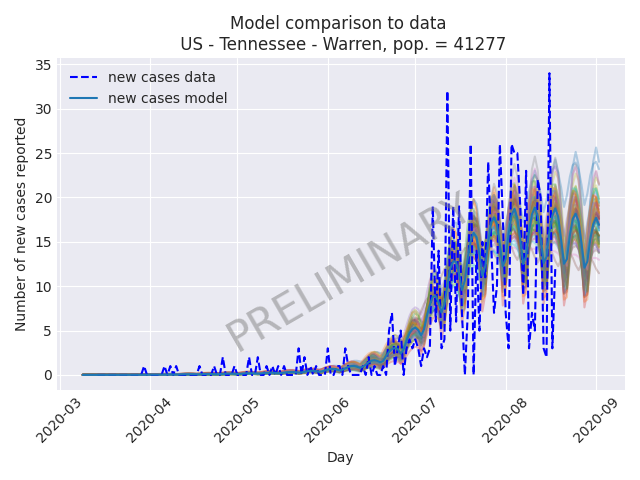 Model comparison to data
US - Tennessee - Warren, pop. = 41277
new cases data
new cases model
PRELIMINARY
Number of new cases reported
35
30
25
20
15
10
5
0
2020-03
2020-04
2020-05
2020-06
2020-07
2020-08
2020-09
Day